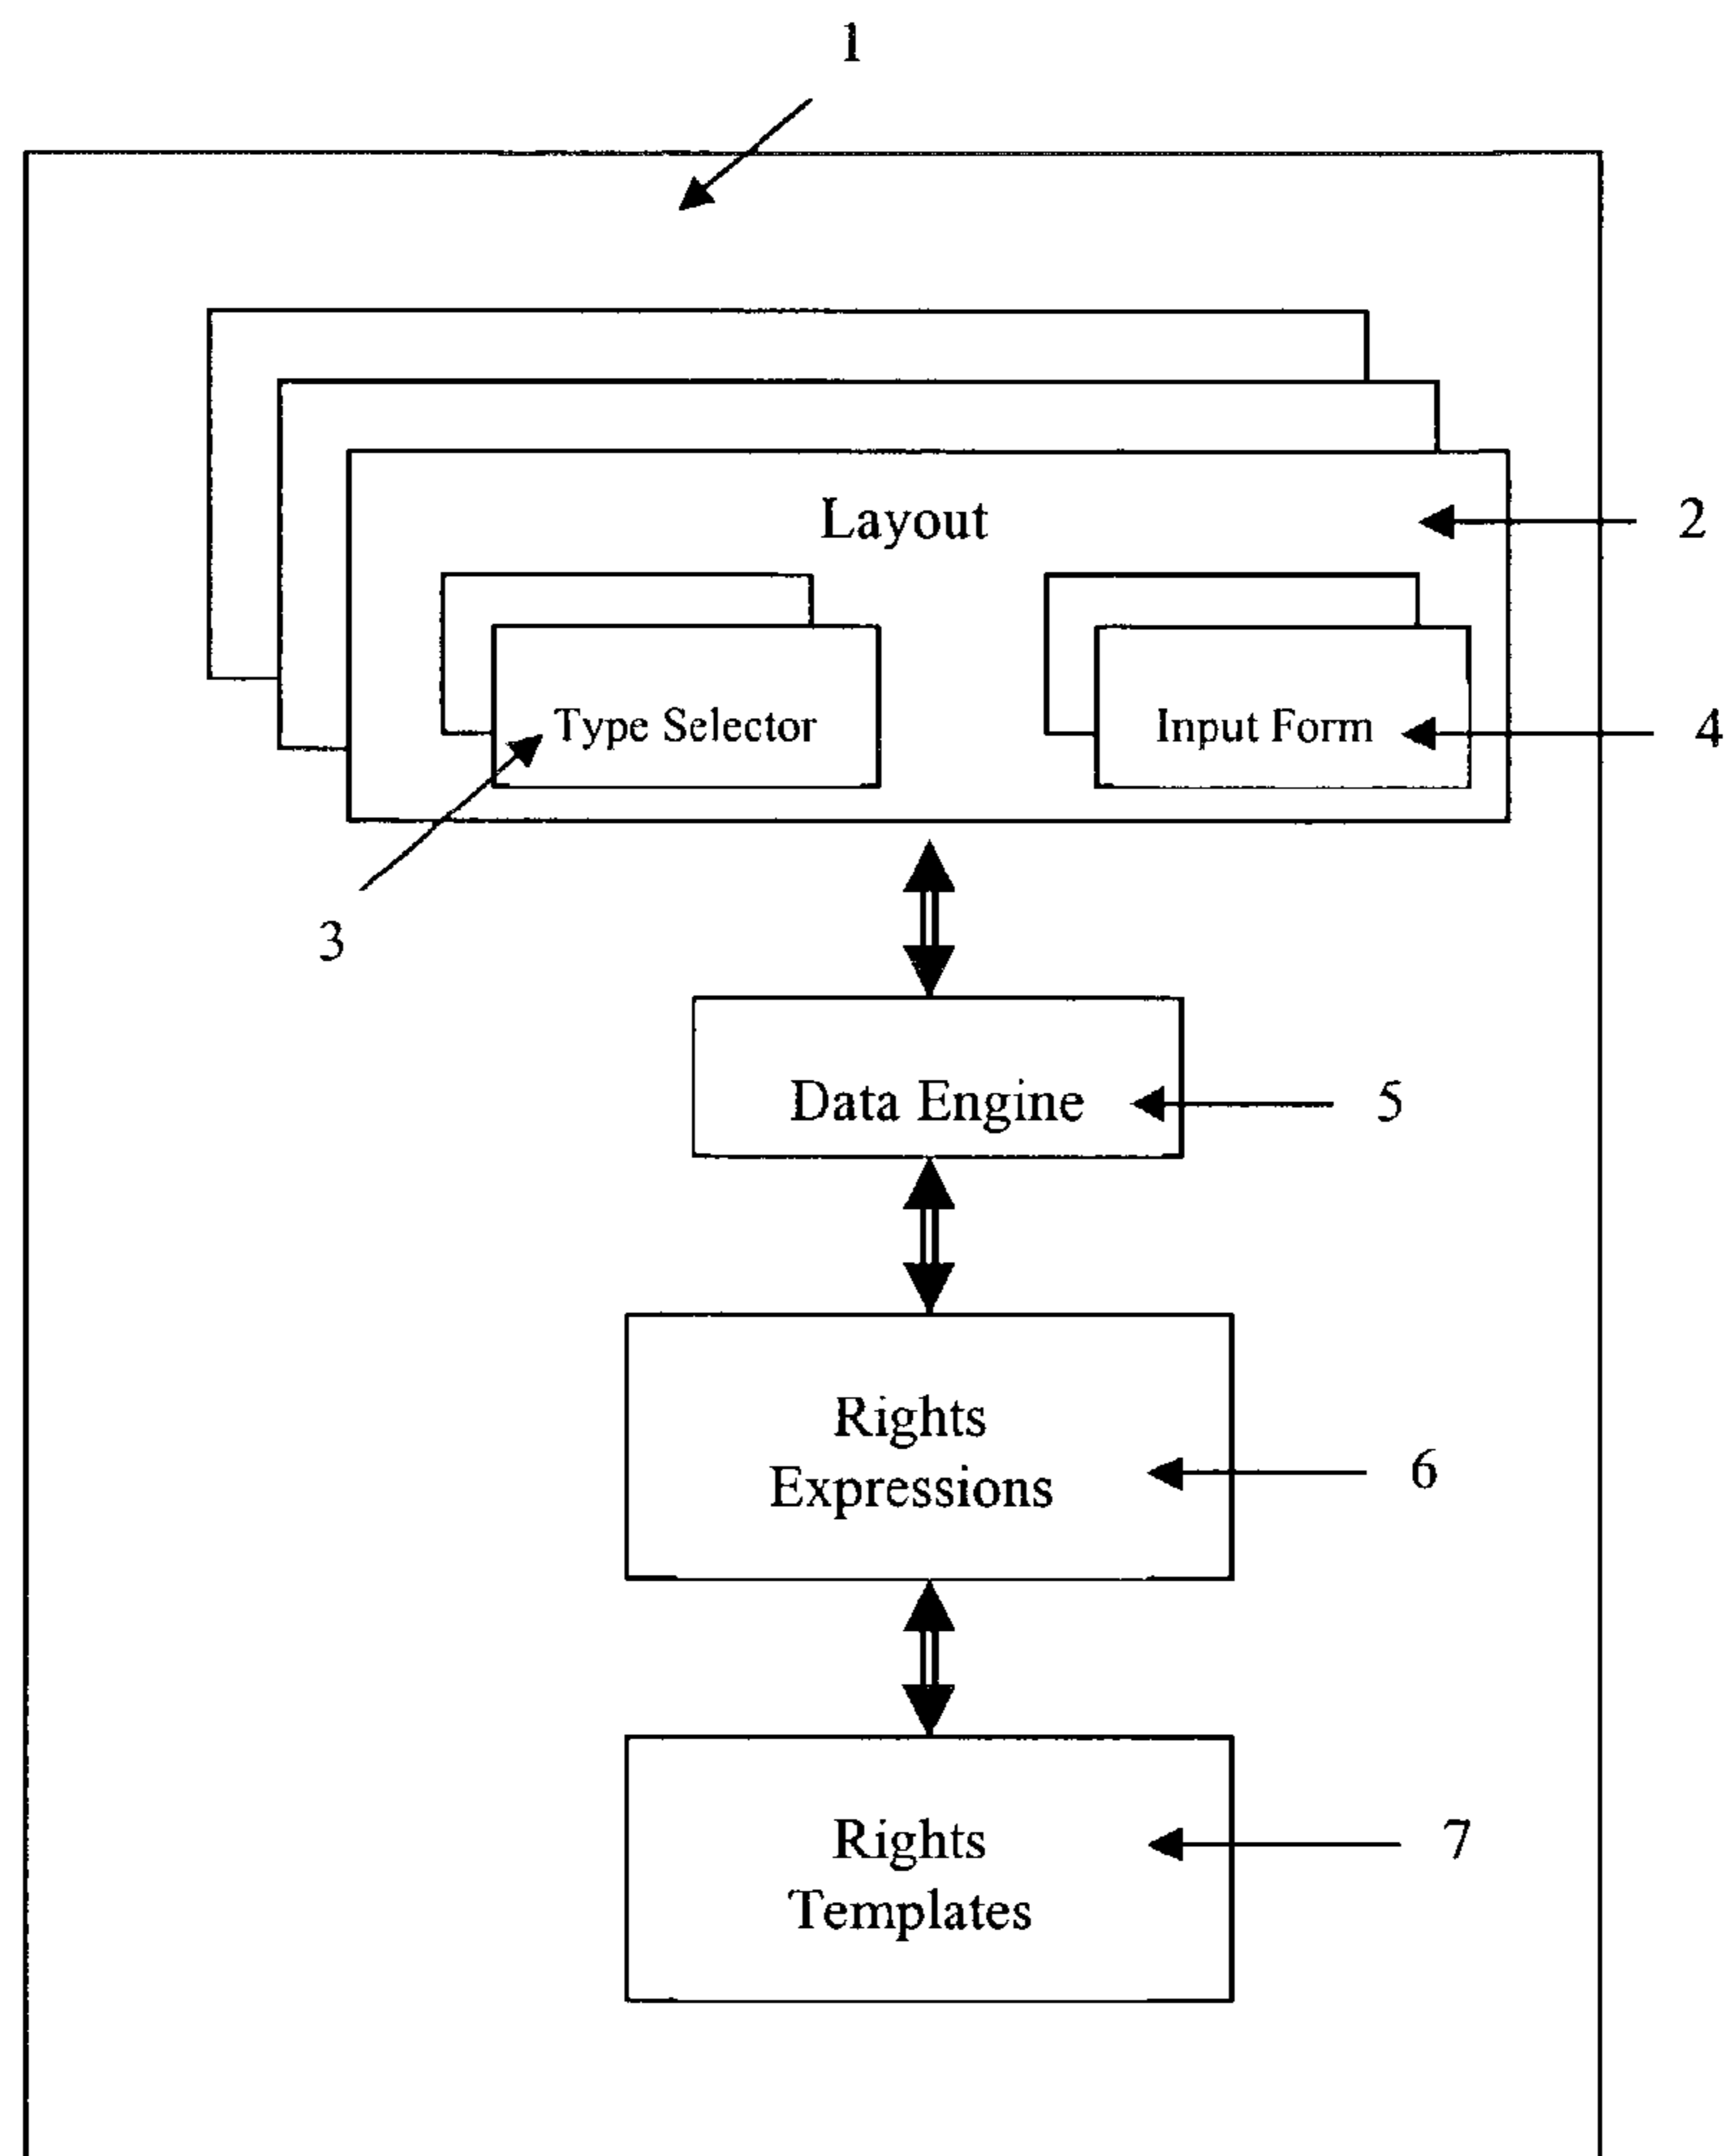 1
Layout
2
Type Selector
Input Form
4
3
Data Engine
5
Rights
Expressions
6
Rights
Templates
7